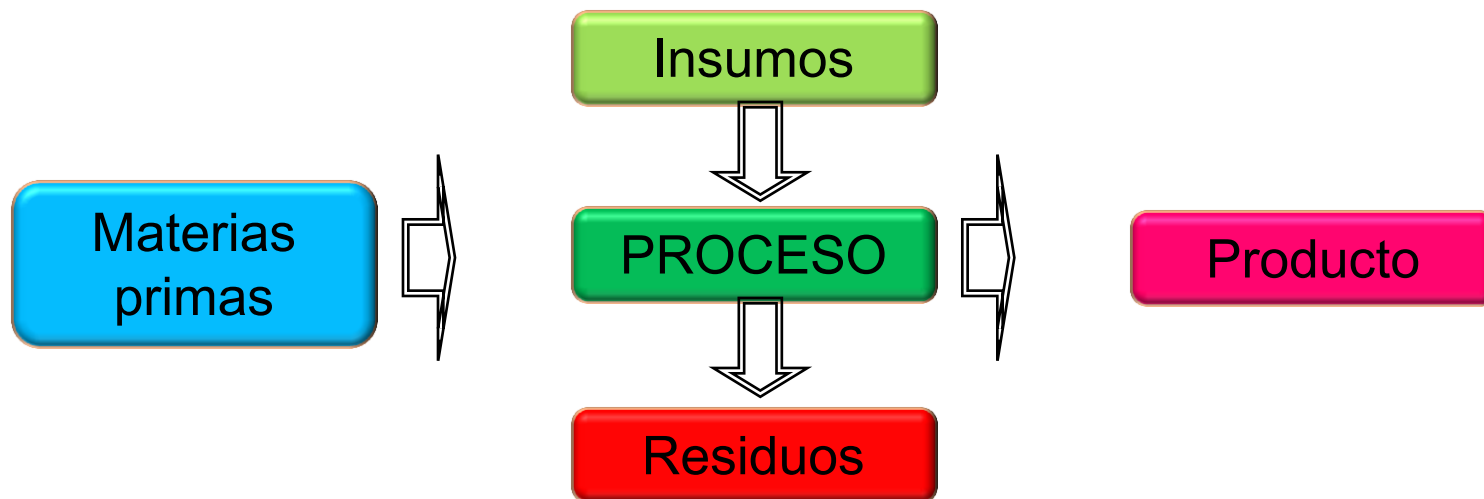 Insumos
Materias
primas
PROCESO
Producto
Residuos